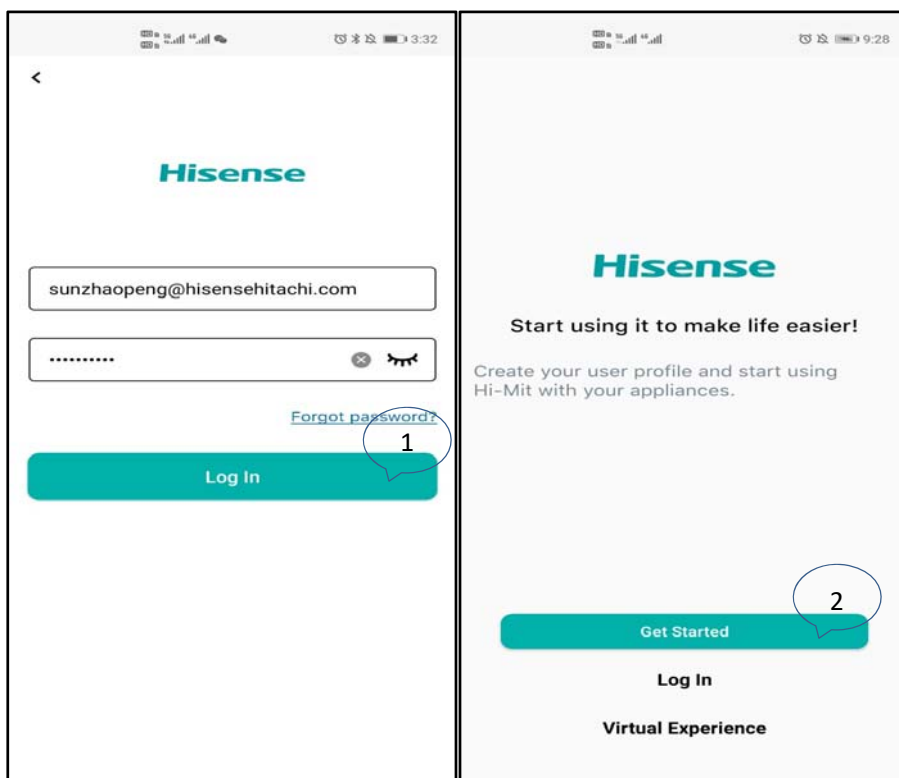 3:32
Hisense
sunzhaopeng@hisensehitachi.com
Forgot password?
1
Log In
9:28
Hisense
Start using it to make life easier!
Create your user profile and start using
Hi-Mit with your appliances.
2
Get Started
Log In
Virtual Experience